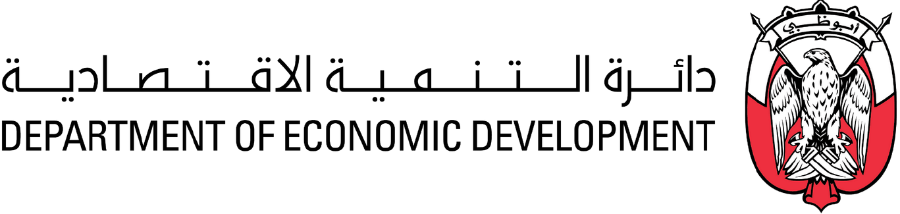 دائرة التنمية الاقتصادية
DEPARTMENT OF ECONOMIC DEVELOPMENT
أبوظبي